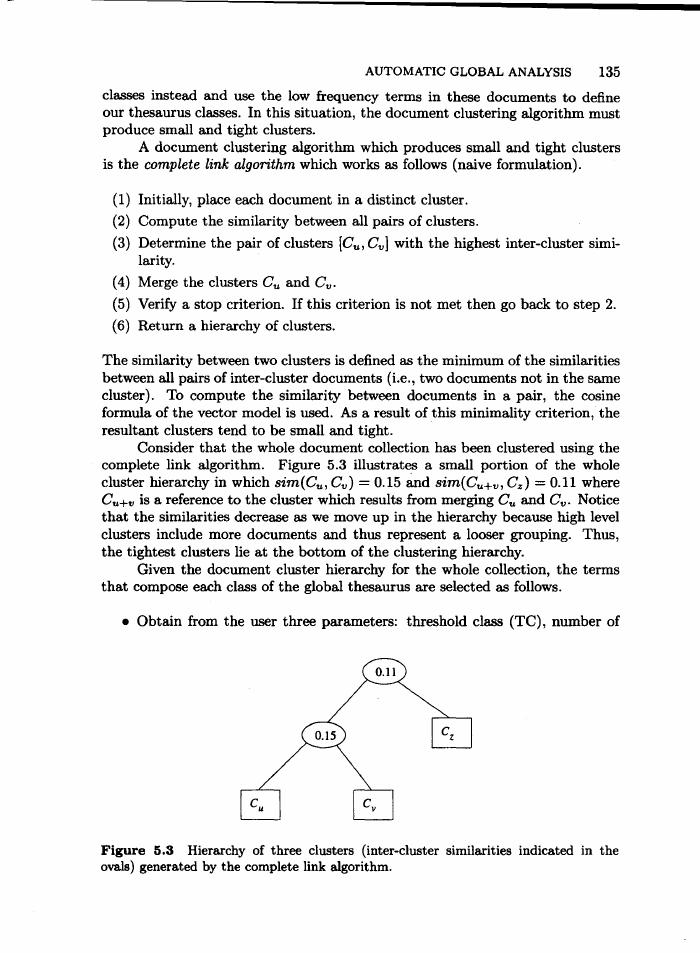 AUTOMATIC GLOBAL ANALYSIS 135
classes instead and use the low frequency terms in these documents to define
our thesaurus classes. In this situation, the document clustering algorithm must
produce small and tight clusters.
A document clustering algorithm which produces small and tight clusters
is the complete link algorithm which works as follows (naive formulation).
(1) Initially, place each document in a distinct cluster.
(2) Compute the similarity between all pairs of clusters.
(3) Determine the pair of clusters [Cu, Cv] with the highest inter-cluster simi-
larity.
(4) Merge the clusters Cu and Cv.
(5) Verify a stop criterion. If this criterion is not met then go back to step 2.
(6) Return a hierarchy of clusters.
The similarity between two clusters is defined as the minimum of the similarities
between all pairs of inter-cluster documents (i.e., two documents not in the same
cluster). To compute the similarity between documents in a pair, the cosine
formula of the vector model is used. As a result of this minimality criterion, the
resultant clusters tend to be small and tight.
Consider that the whole document collection has been clustered using the
complete link algorithm. Figure 5.3 illustrates a small portion of the whole
cluster hierarchy in which sim(Cu, Cv) = 0.15 and sim(Cu+v, Cz) = 0.11 where
Cu+v is a reference to the cluster which results from merging Cu and Cv. Notice
that the similarities decrease as we move up in the hierarchy because high level
clusters include more documents and thus represent a looser grouping. Thus,
the tightest clusters lie at the bottom of the clustering hierarchy.
Given the document cluster hierarchy for the whole collection, the terms
that compose each class of the global thesaurus are selected as follows.
• Obtain from the user three parameters: threshold class (TC), number of
0.11
0.15
Cz
Cu
Cv
Figure 5.3 Hierarchy of three clusters (inter-cluster similarities indicated in the
ovals) generated by the complete link algorithm.